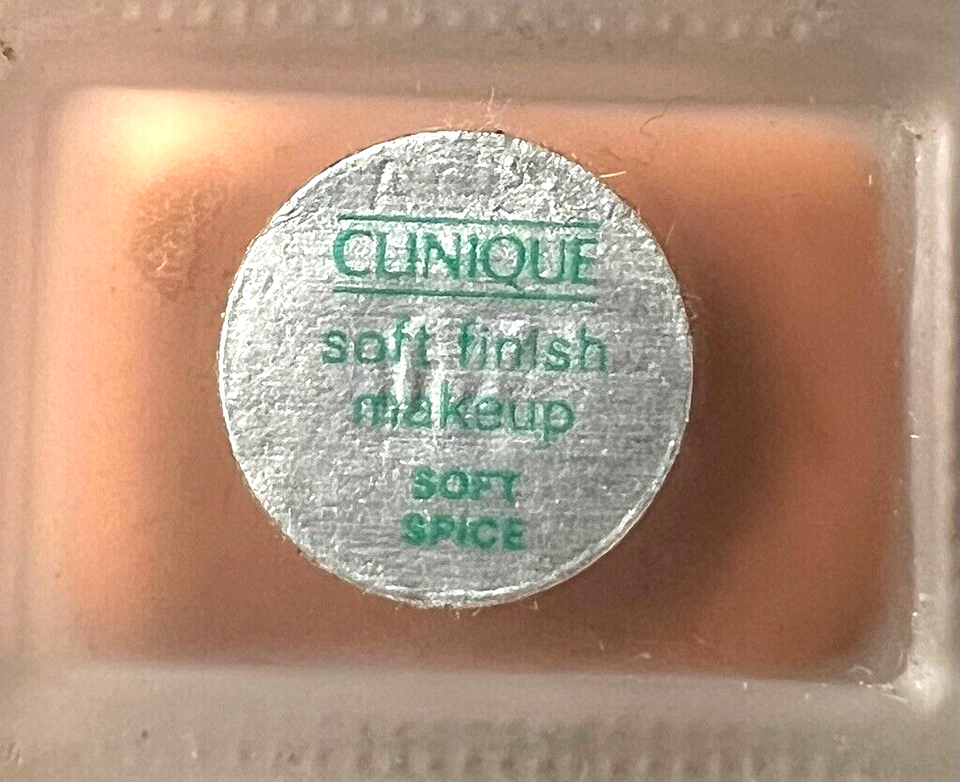 CLINIQUE
soft finish
makeup
SOFT
SPICE